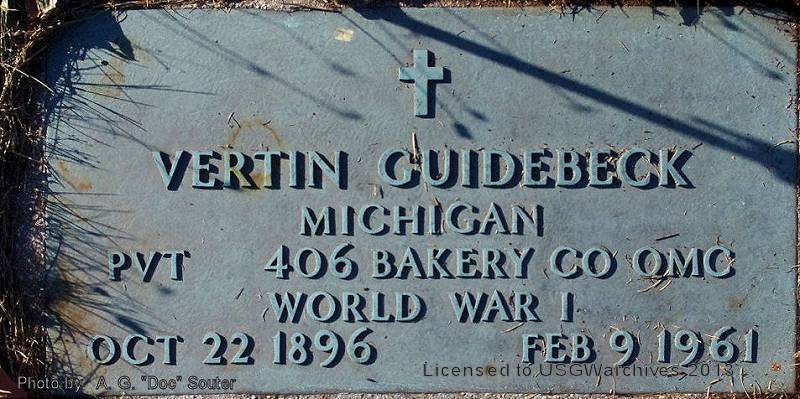 VERTIN GUIDEBECK
MICHIGAN
PVT 406 BAKERY CO QMC
WORLD WAR I
OCT 22 1896 FEB 9 1961
Photo by A. G. "Doc" Souter
Licensed to USGWarchives 2013